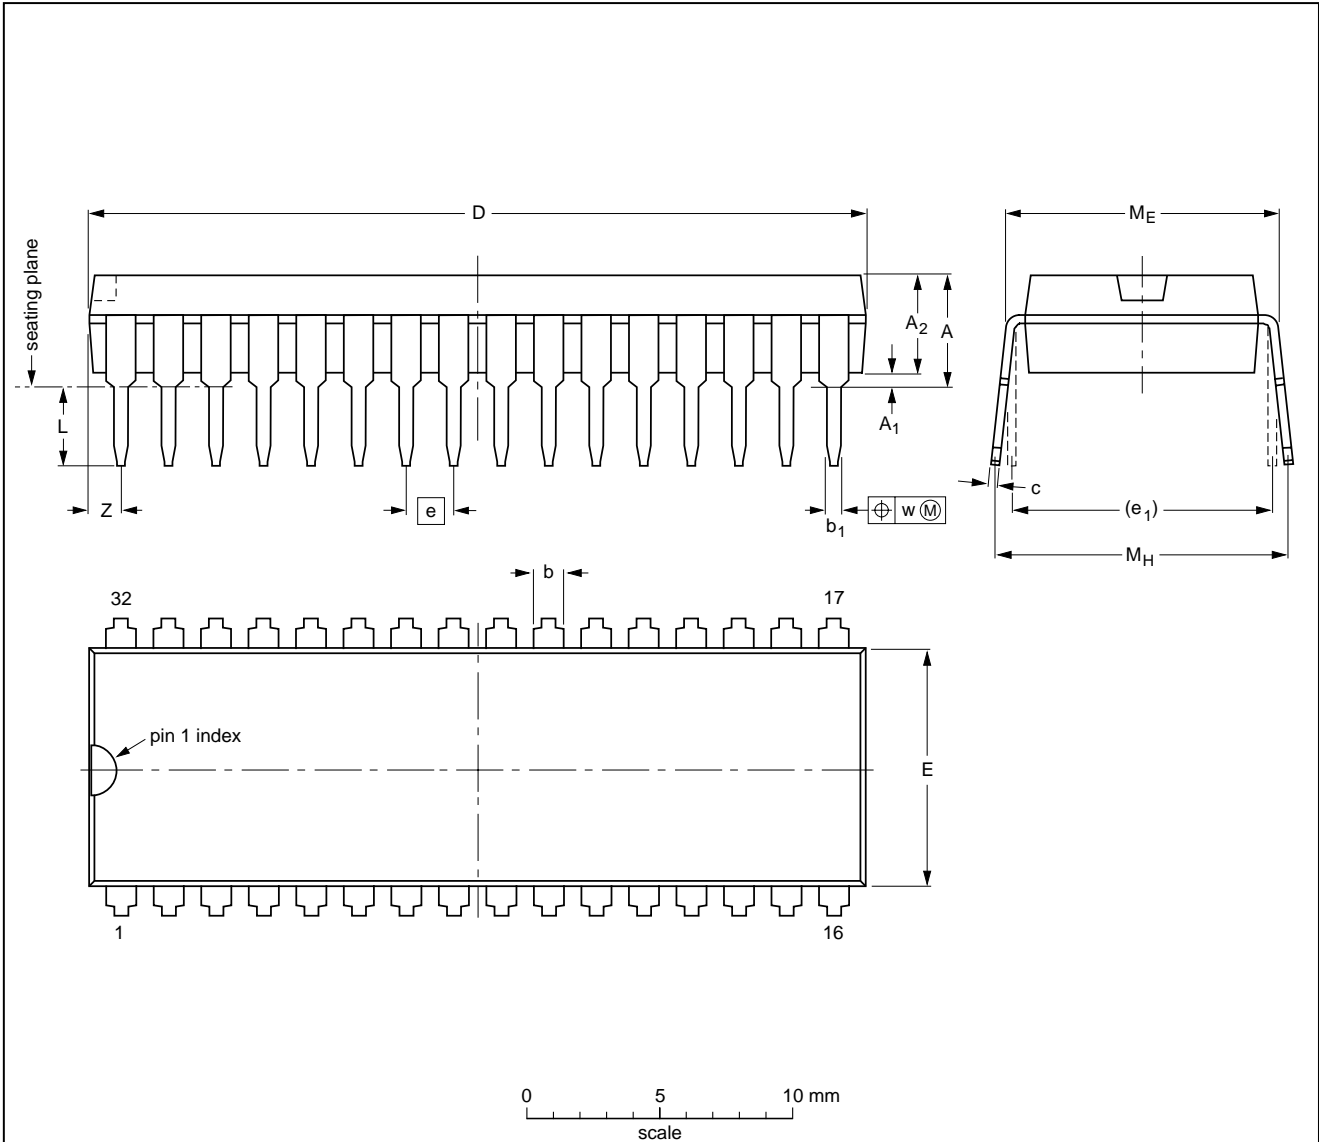 D
M_E
seating plane
A_2
A
L
A_1
Z
e
b_1
w M
c
(e_1)
M_H
b
32
17
pin 1 index
E
1
16
0 5 10 mm
scale